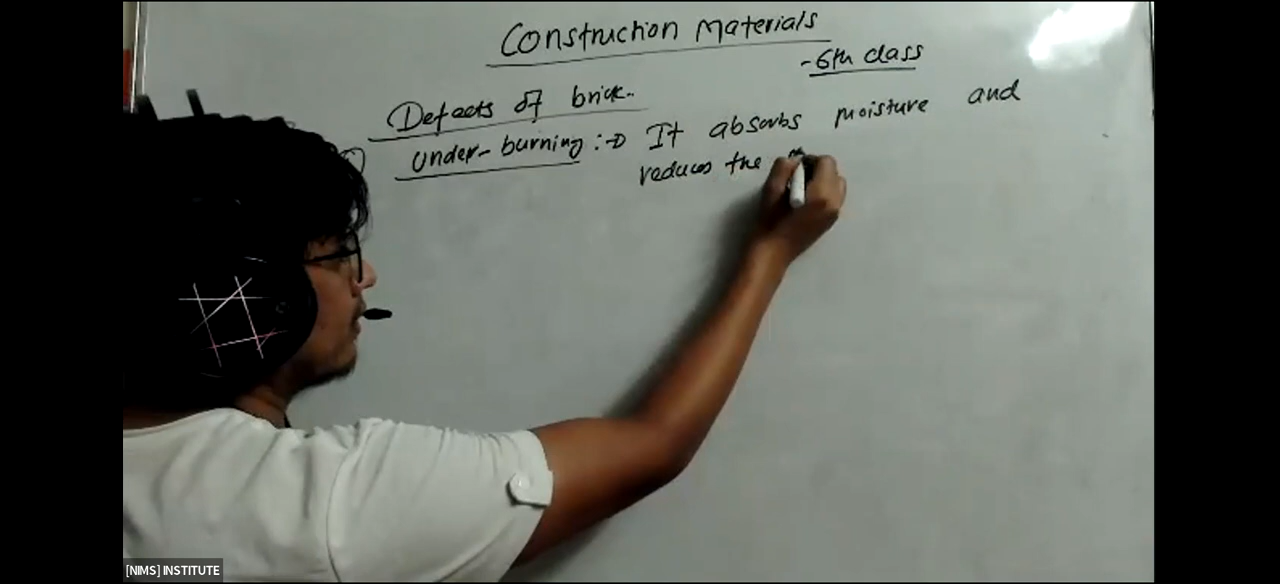 Construction Materials
- 6th class
Defects of brick..
Under-burning :-> It absorbs moisture and
reduces the
[NIMS] INSTITUTE